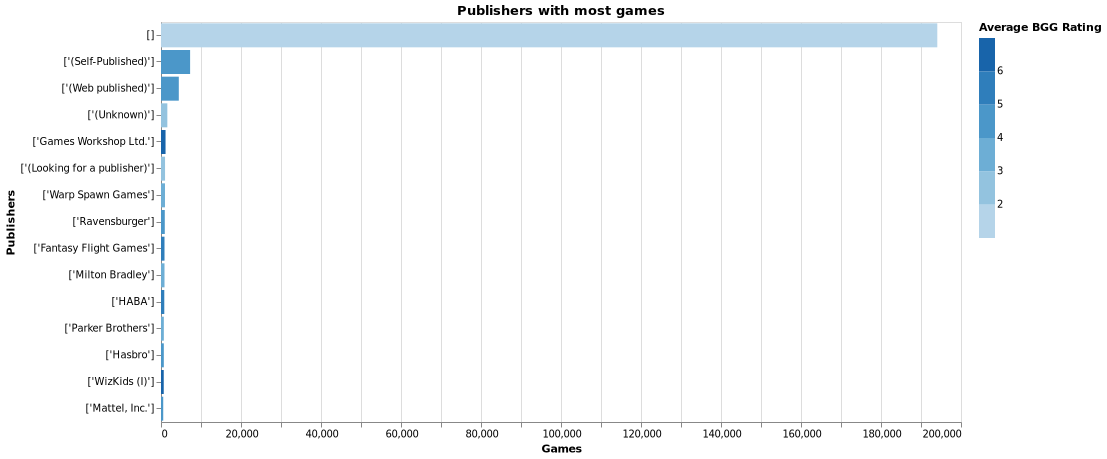 Publishers with most games
Average BGG Rating
6
5
4
3
2
Publishers
[]
['(Self-Published)']
['(Web published)']
['(Unknown)']
['Games Workshop Ltd.']
['(Looking for a publisher)']
['Warp Spawn Games']
['Ravensburger']
['Fantasy Flight Games']
['Milton Bradley']
['HABA']
['Parker Brothers']
['Hasbro']
['WizKids (I)']
['Mattel, Inc.']
0 20,000 40,000 60,000 80,000 100,000 120,000 140,000 160,000 180,000 200,000
Games